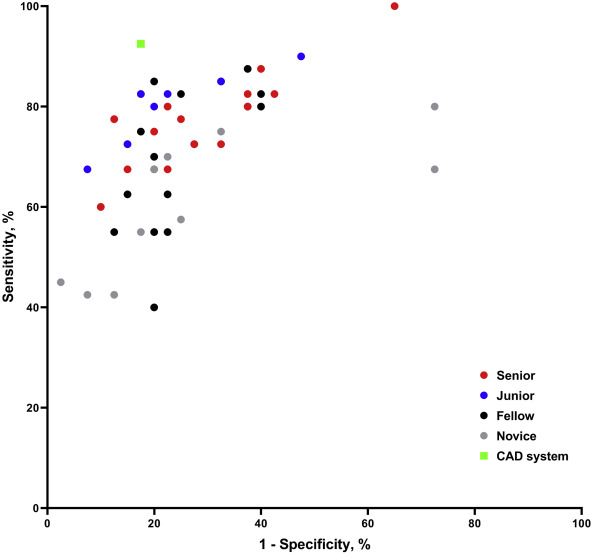 100
80
60
40
20
0
Sensitivity, %
Senior
Junior
Fellow
Novice
CAD system
0 20 40 60 80 100
1 - Specificity, %